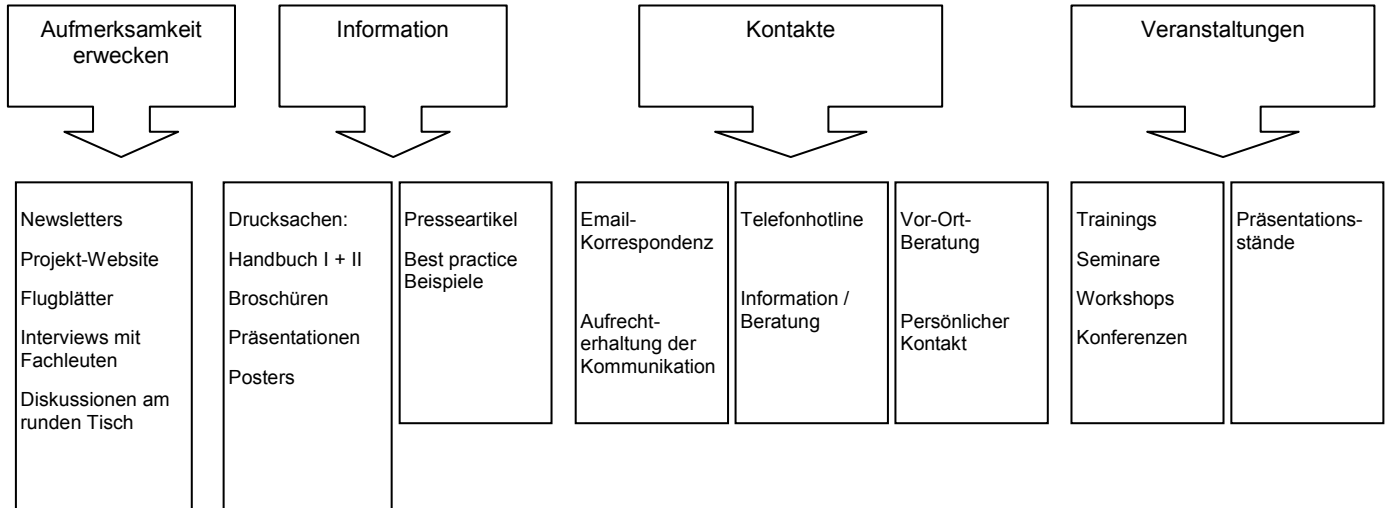 Aufmerksamkeit
erwecken
Information
Kontakte
Veranstaltungen
Newsletters
Projekt-Website
Flugblätter
Interviews mit
Fachleuten
Diskussionen am
runden Tisch
Drucksachen:
Handbuch I + II
Broschüren
Präsentationen
Posters
Presseartikel
Best practice
Beispiele
Email-
Korrespondenz
Aufrecht-
erhaltung der
Kommunikation
Telefonhotline
Information /
Beratung
Vor-Ort-
Beratung
Persönlicher
Kontakt
Trainings
Seminare
Workshops
Konferenzen
Präsentations-
stände